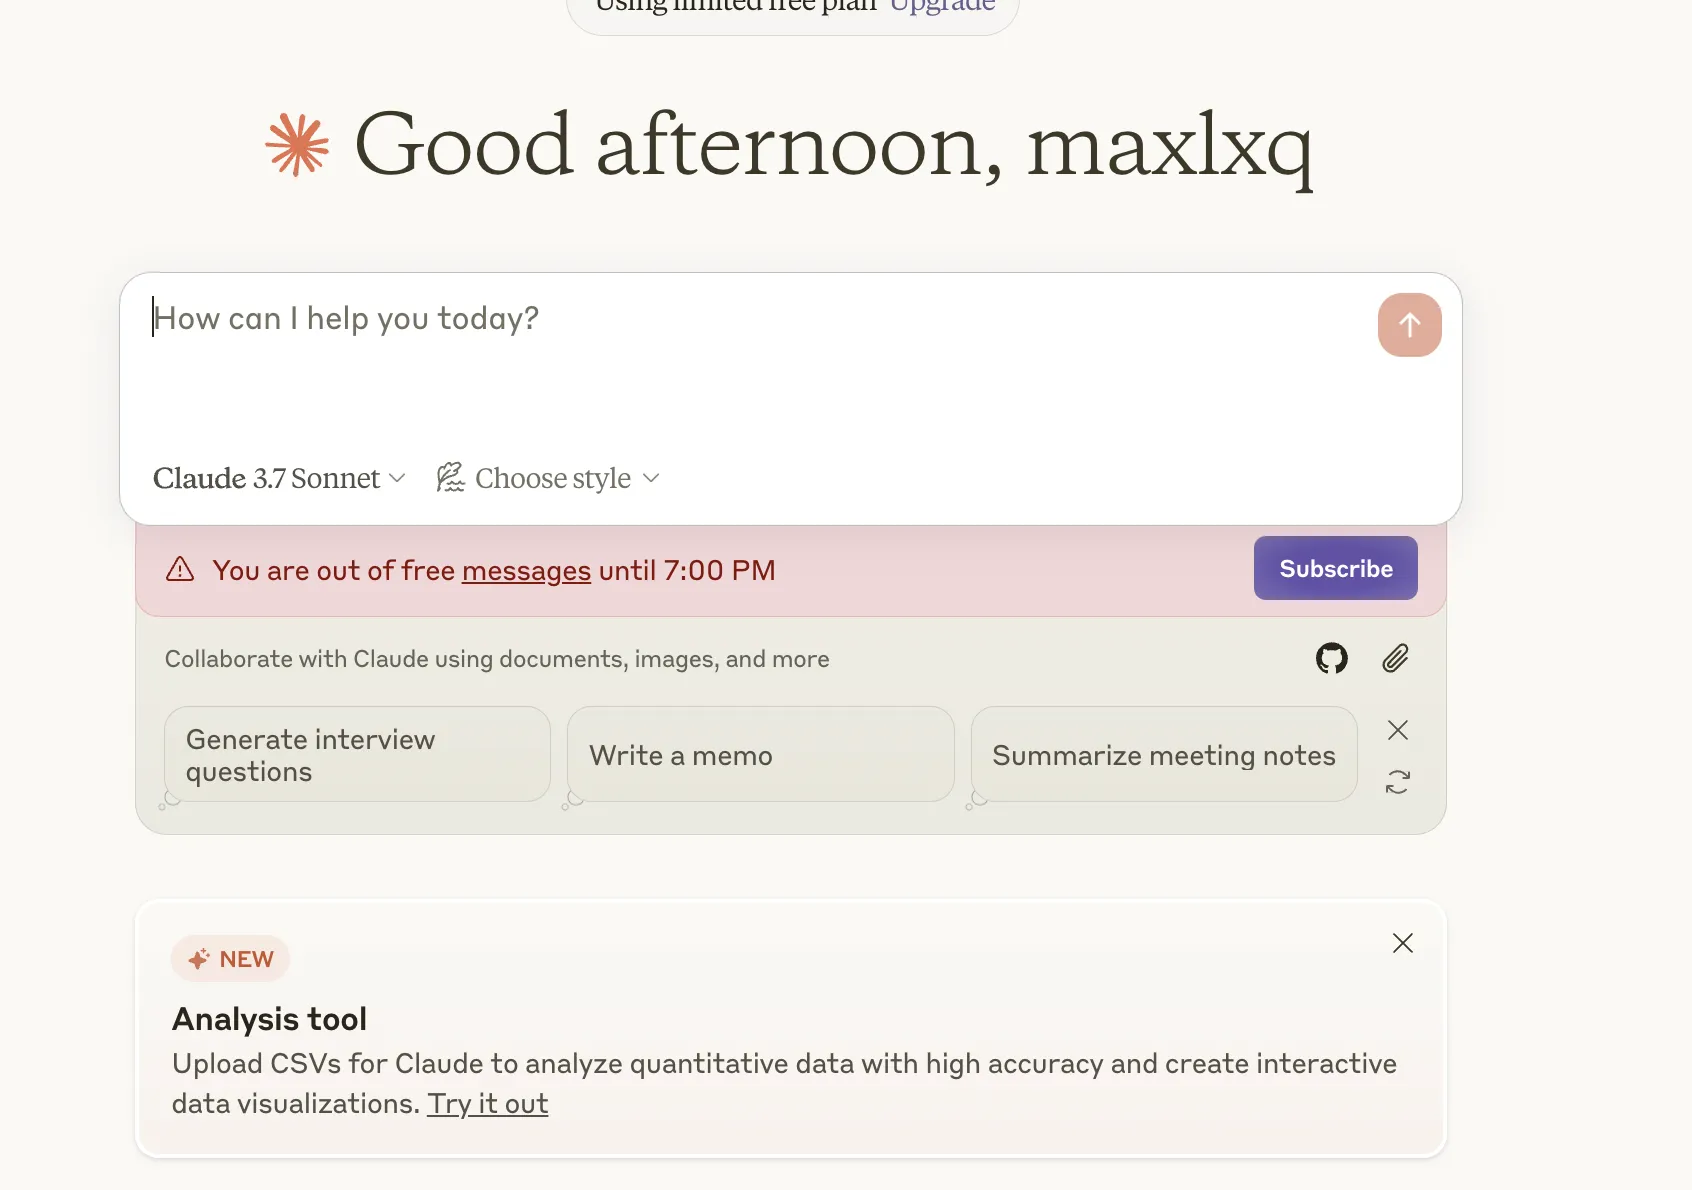 Using limited free plan Upgrade
Good afternoon, maxlxq
How can I help you today?
Claude 3.7 Sonnet
Choose style
You are out of free messages until 7:00 PM
Subscribe
Collaborate with Claude using documents, images, and more
Generate interview
questions
Write a memo
Summarize meeting notes
NEW
Analysis tool
Upload CSVs for Claude to analyze quantitative data with high accuracy and create interactive
data visualizations. Try it out